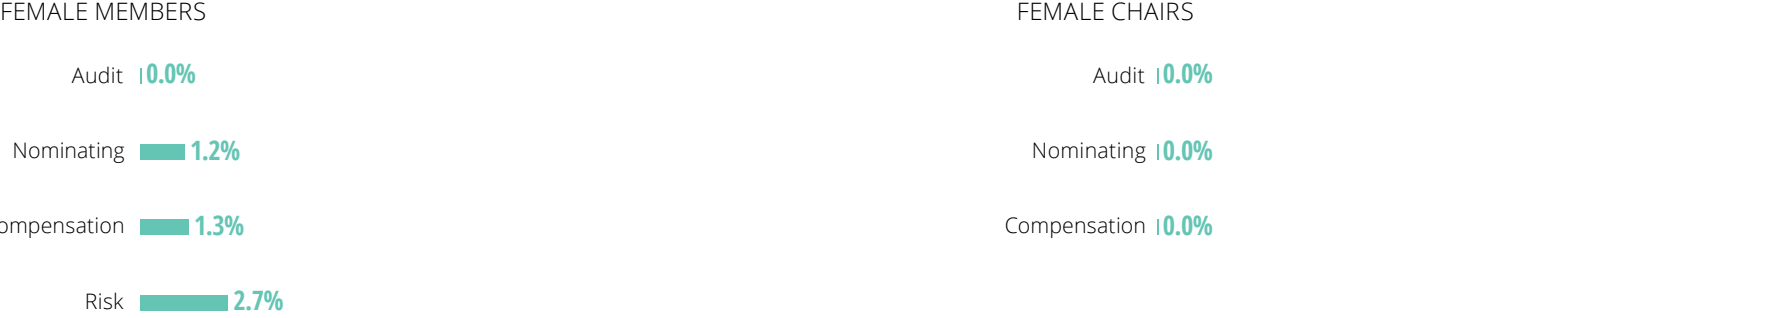 FEMALE MEMBERS
Audit 0.0%
Nominating 1.2%
ompensation 1.3%
Risk 2.7%
FEMALE CHAIRS
Audit 0.0%
Nominating 0.0%
Compensation 0.0%